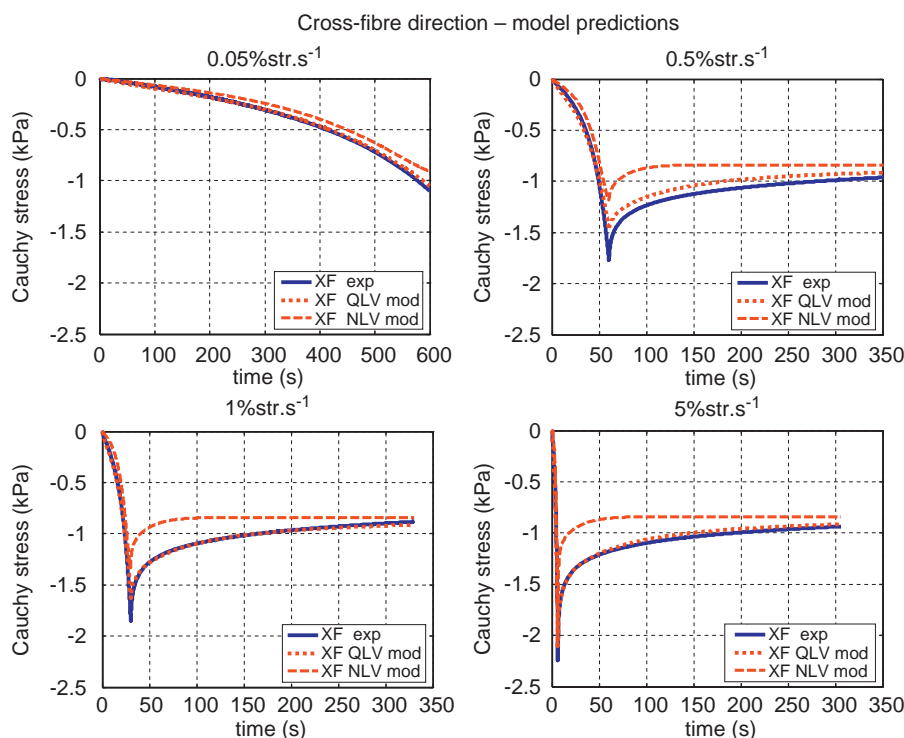 Cross-fibre direction – model predictions
0.05%str.s⁻¹
0
-0.5
-1
-1.5
-2
-2.5
Cauchy stress (kPa)
XF exp
XF QLV mod
XF NLV mod
0 100 200 300 400 500 600
time (s)
0.5%str.s⁻¹
0
-0.5
-1
-1.5
-2
-2.5
Cauchy stress (kPa)
XF exp
XF QLV mod
XF NLV mod
0 50 100 150 200 250 300 350
time (s)
1%str.s⁻¹
0
-0.5
-1
-1.5
-2
-2.5
Cauchy stress (kPa)
XF exp
XF QLV mod
XF NLV mod
0 50 100 150 200 250 300 350
time (s)
5%str.s⁻¹
0
-0.5
-1
-1.5
-2
-2.5
Cauchy stress (kPa)
XF exp
XF QLV mod
XF NLV mod
0 50 100 150 200 250 300 350
time (s)